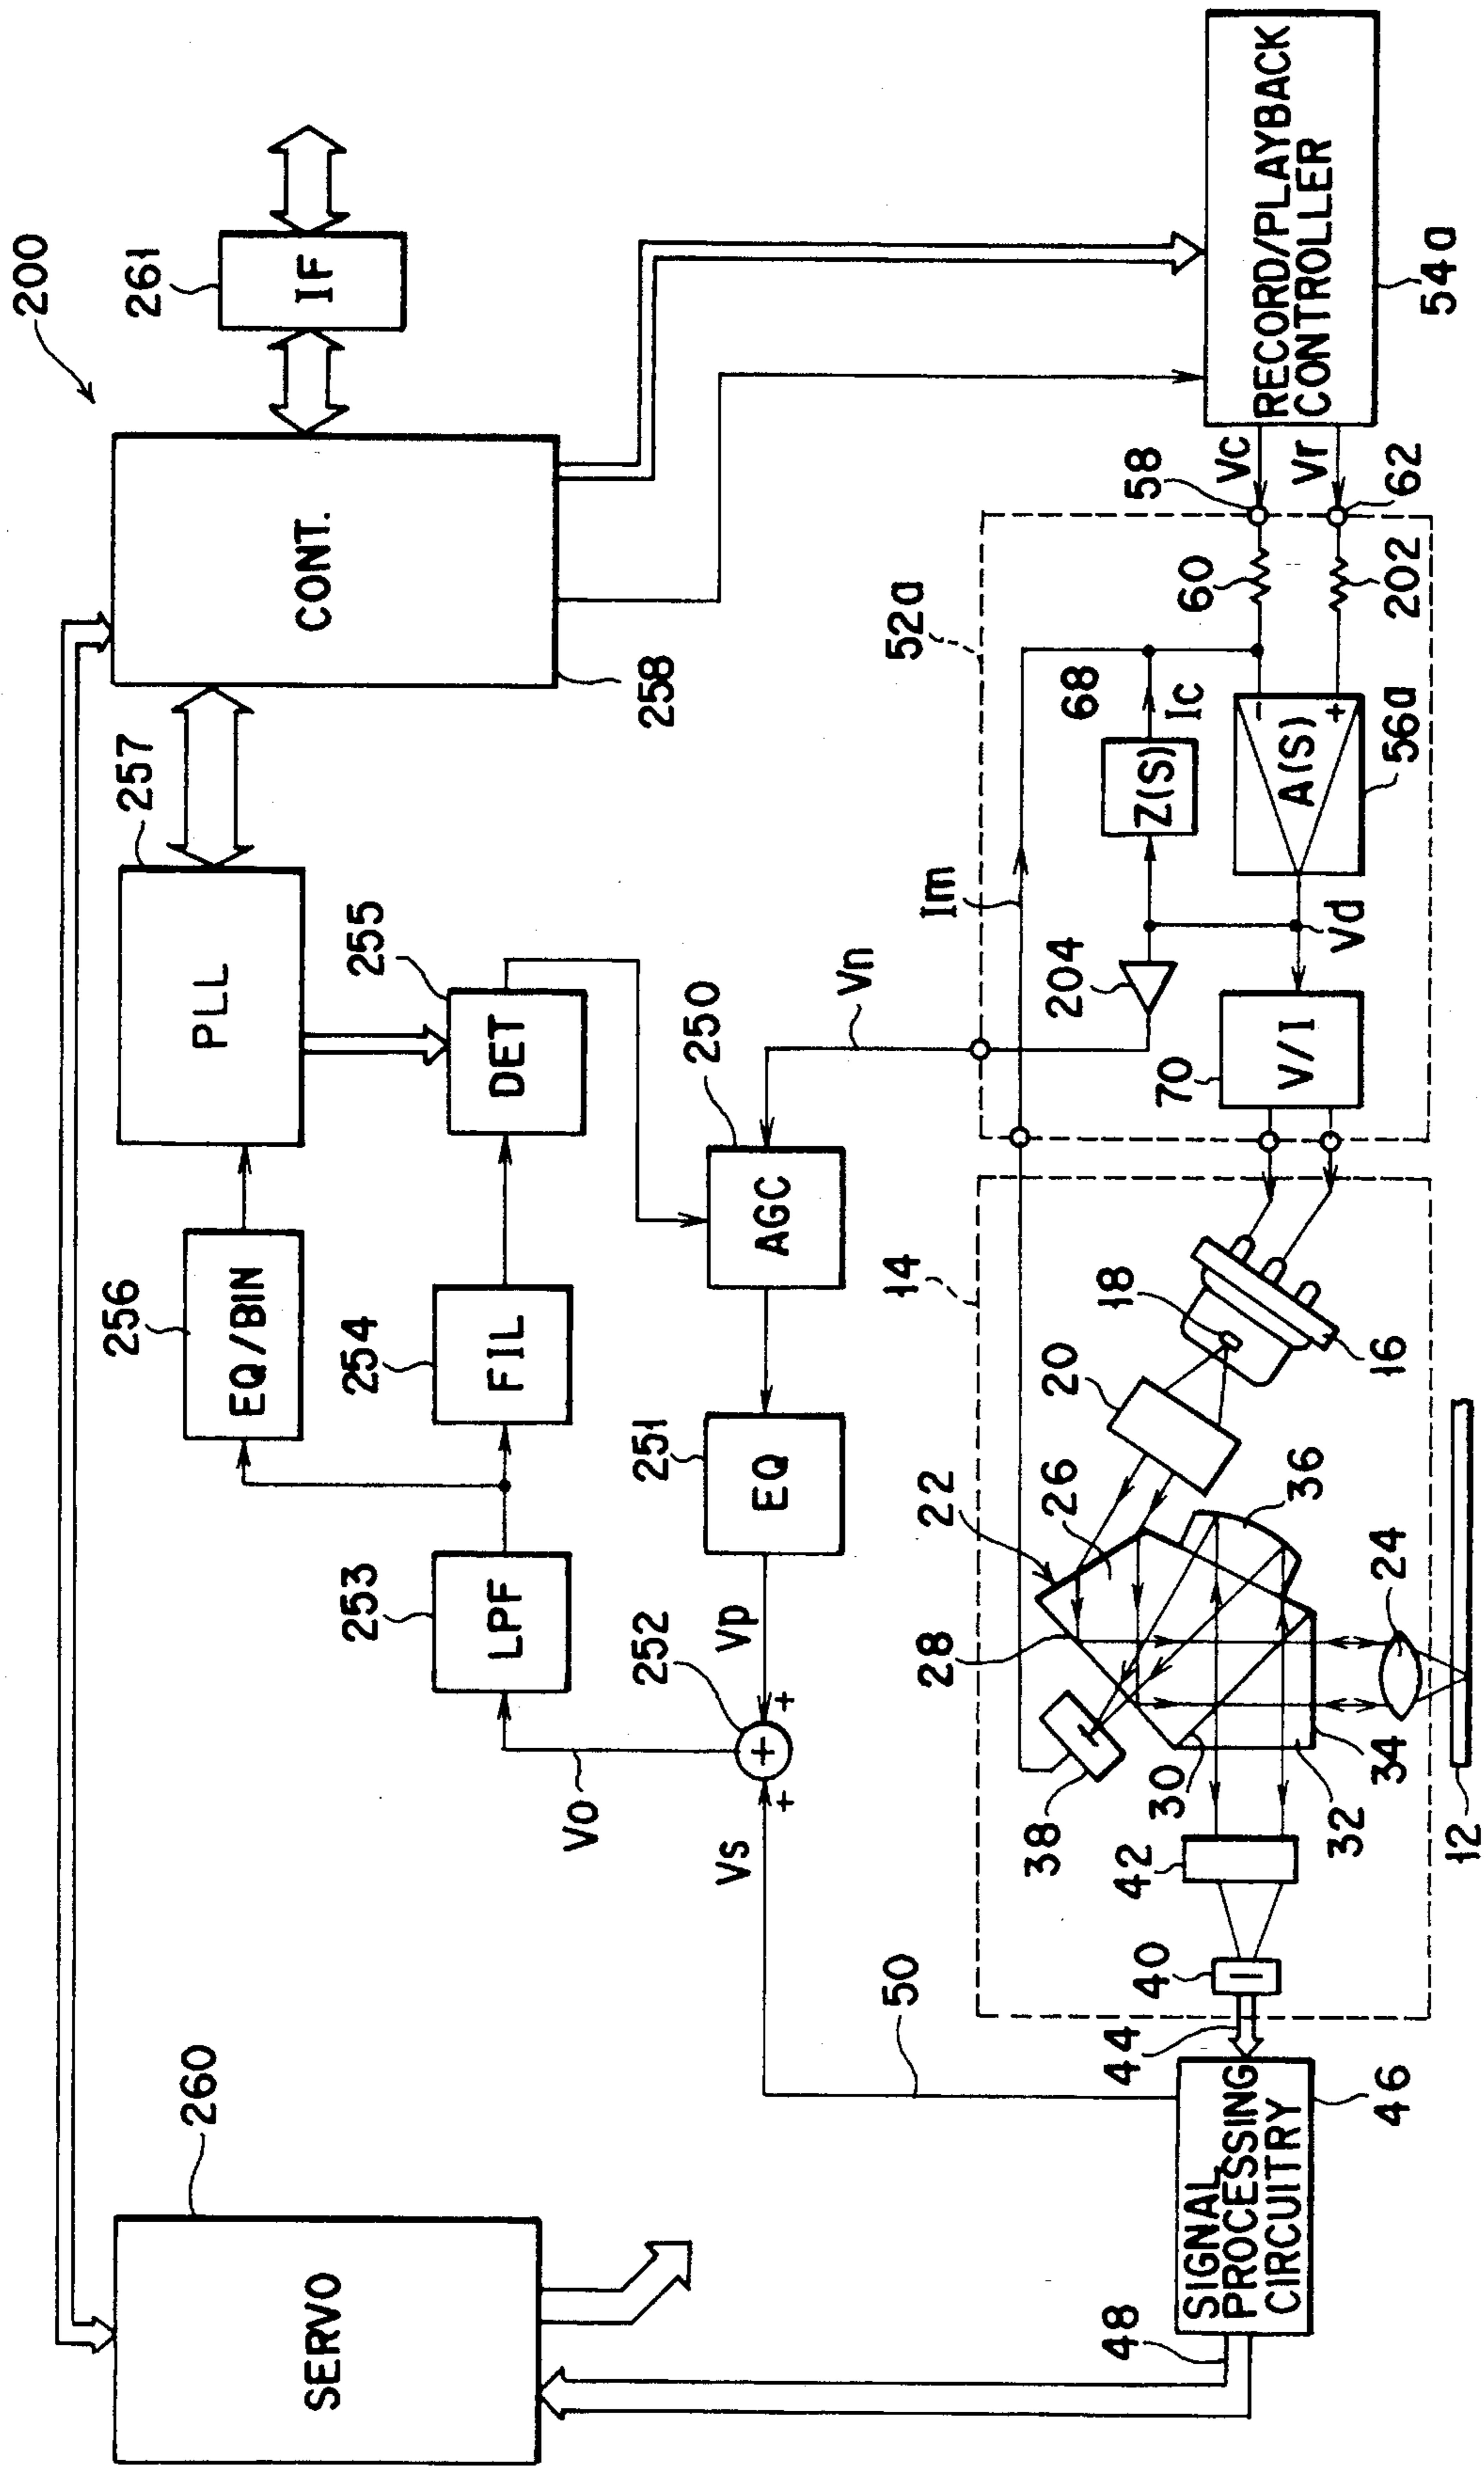 200
261
IF
CONT.
258
257
PLL
255
DET
256
EQ/BIN
254
FIL
253
LPF
250
AGC
251
EQ
252
Vn
Vp
Vo
Vs
50
260
SERVO
RECORD/PLAYBACK
CONTROLLER
54a
Vc
Vr
58
62
60
202
52a
68
Ic
Z(S)
-
+
A(S)
56a
Im
204
Vd
70
V/I
14
18
16
20
22
26
36
28
24
30
34
32
38
12
42
40
44
SIGNAL
PROCESSING
CIRCUITRY
46
48
+
+
+